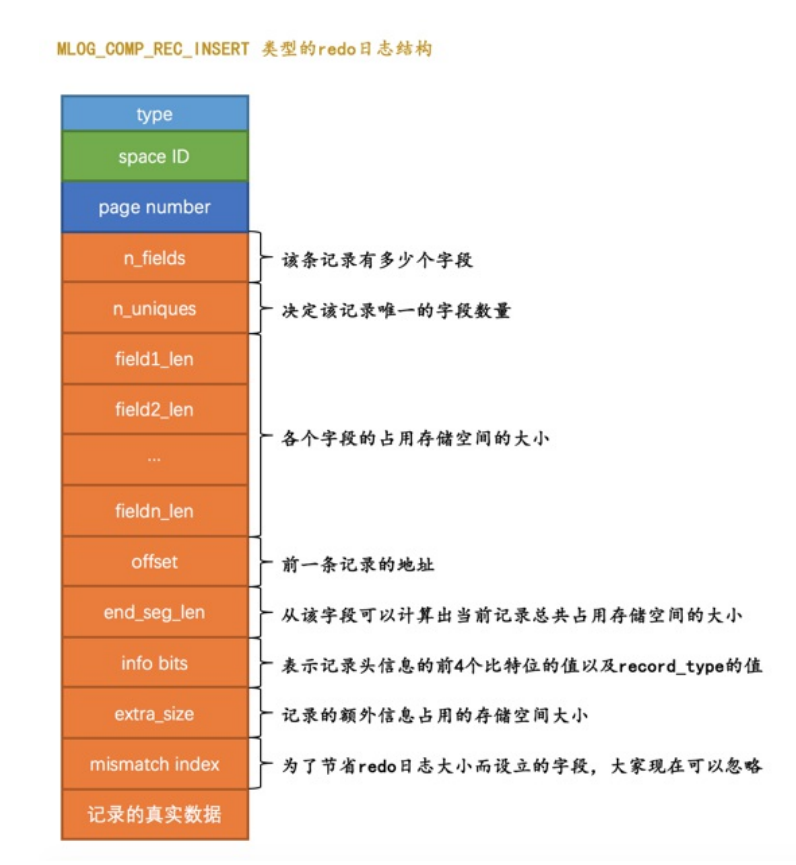 MLOG_COMP_REC_INSERT 类型的redo日志结构
type
space ID
page number
n_fields 该条记录有多少个字段
n_uniques 决定该记录唯一的字段数量
field1_len
field2_len
各个字段的占用存储空间的大小
...
fieldn_len
offset 前一条记录的地址
end_seg_len 从该字段可以计算出当前记录总共占用存储空间的大小
info bits 表示记录头信息的前4个比特位的值以及record_type的值
extra_size 记录的额外信息占用的存储空间大小
mismatch index 为了节省redo日志大小而设立的字段，大家现在可以忽略
记录的真实数据